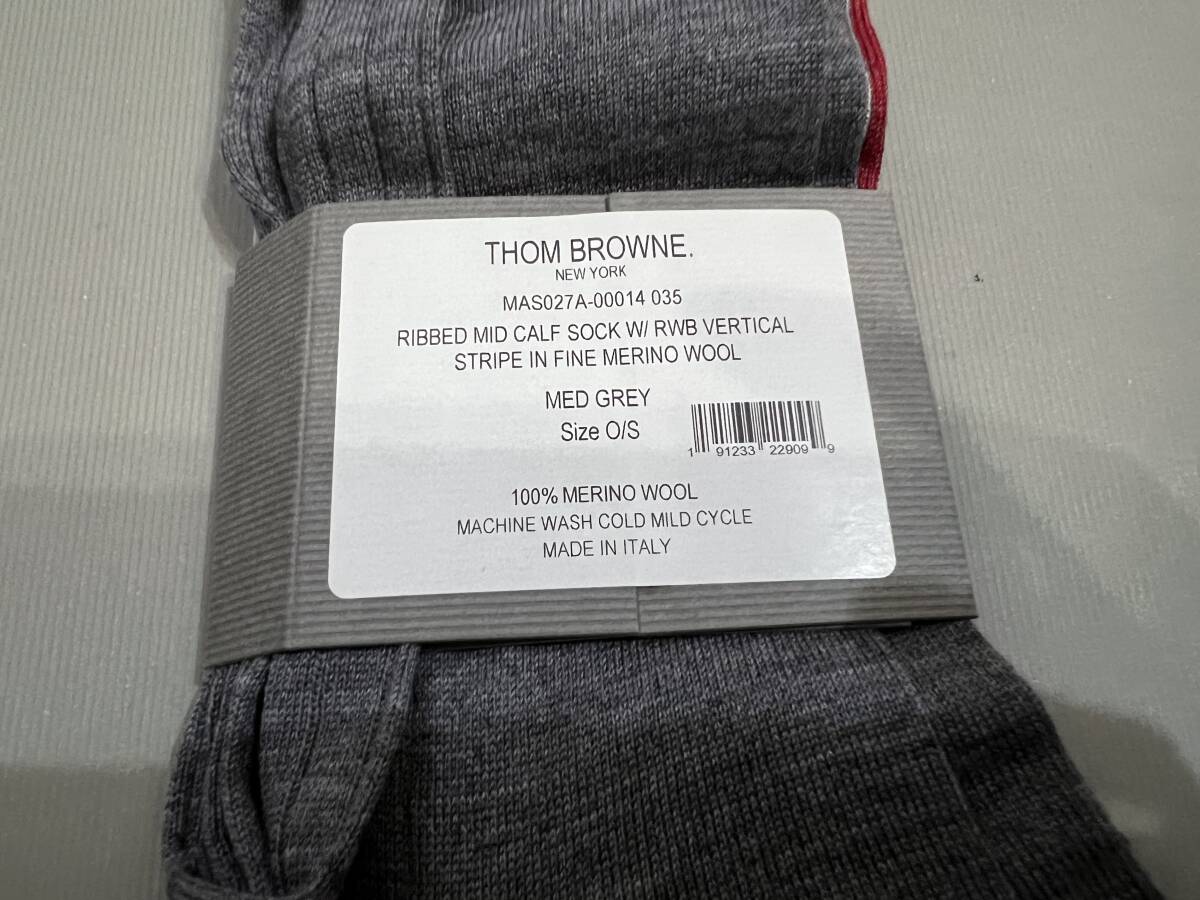 THOM BROWNE.
NEW YORK
MAS027A-00014 035
RIBBED MID CALF SOCK W/ RWB VERTICAL
STRIPE IN FINE MERINO WOOL
MED GREY
Size O/S
1 91233 22909 9
100% MERINO WOOL
MACHINE WASH COLD MILD CYCLE
MADE IN ITALY